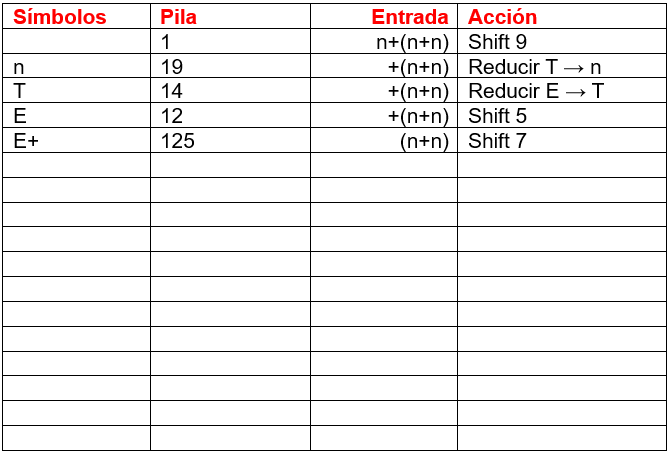 Símbolos Pila Entrada Acción
1 n+(n+n) Shift 9
n 19 +(n+n) Reducir T → n
T 14 +(n+n) Reducir E → T
E 12 +(n+n) Shift 5
E+ 125 (n+n) Shift 7